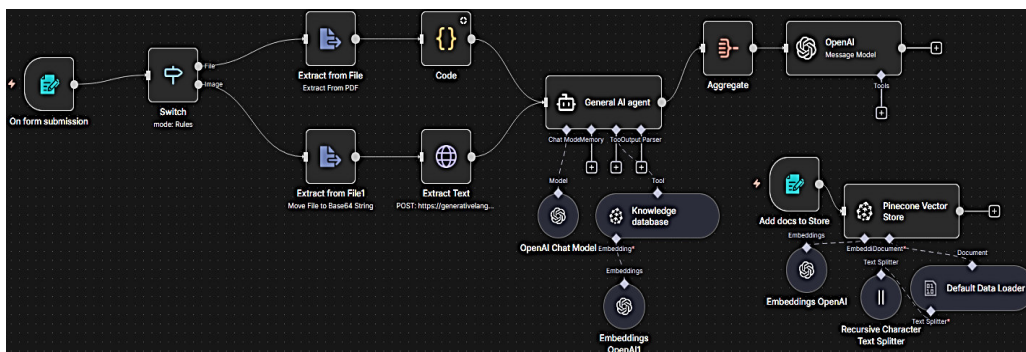 On form submission
Switch
mode: Rules
File
Image
Extract from File
Extract From PDF
Code
Extract from File1
Move File to Base64 String
Extract Text
POST: https://generativelang...
General AI agent
Chat Mode
Memory
Too
Output Parser
Model
OpenAI Chat Model
Tool
Knowledge
database
Embedding*
Embeddings
Embeddings
OpenAI1
Aggregate
OpenAI
Message Model
Tools
Add docs to Store
Pinecone Vector
Store
Embeddings
Embeddi
Document*
Embeddings OpenAI
Text Splitter
Recursive Character
Text Splitter
Document
Default Data Loader
Text Splitter*